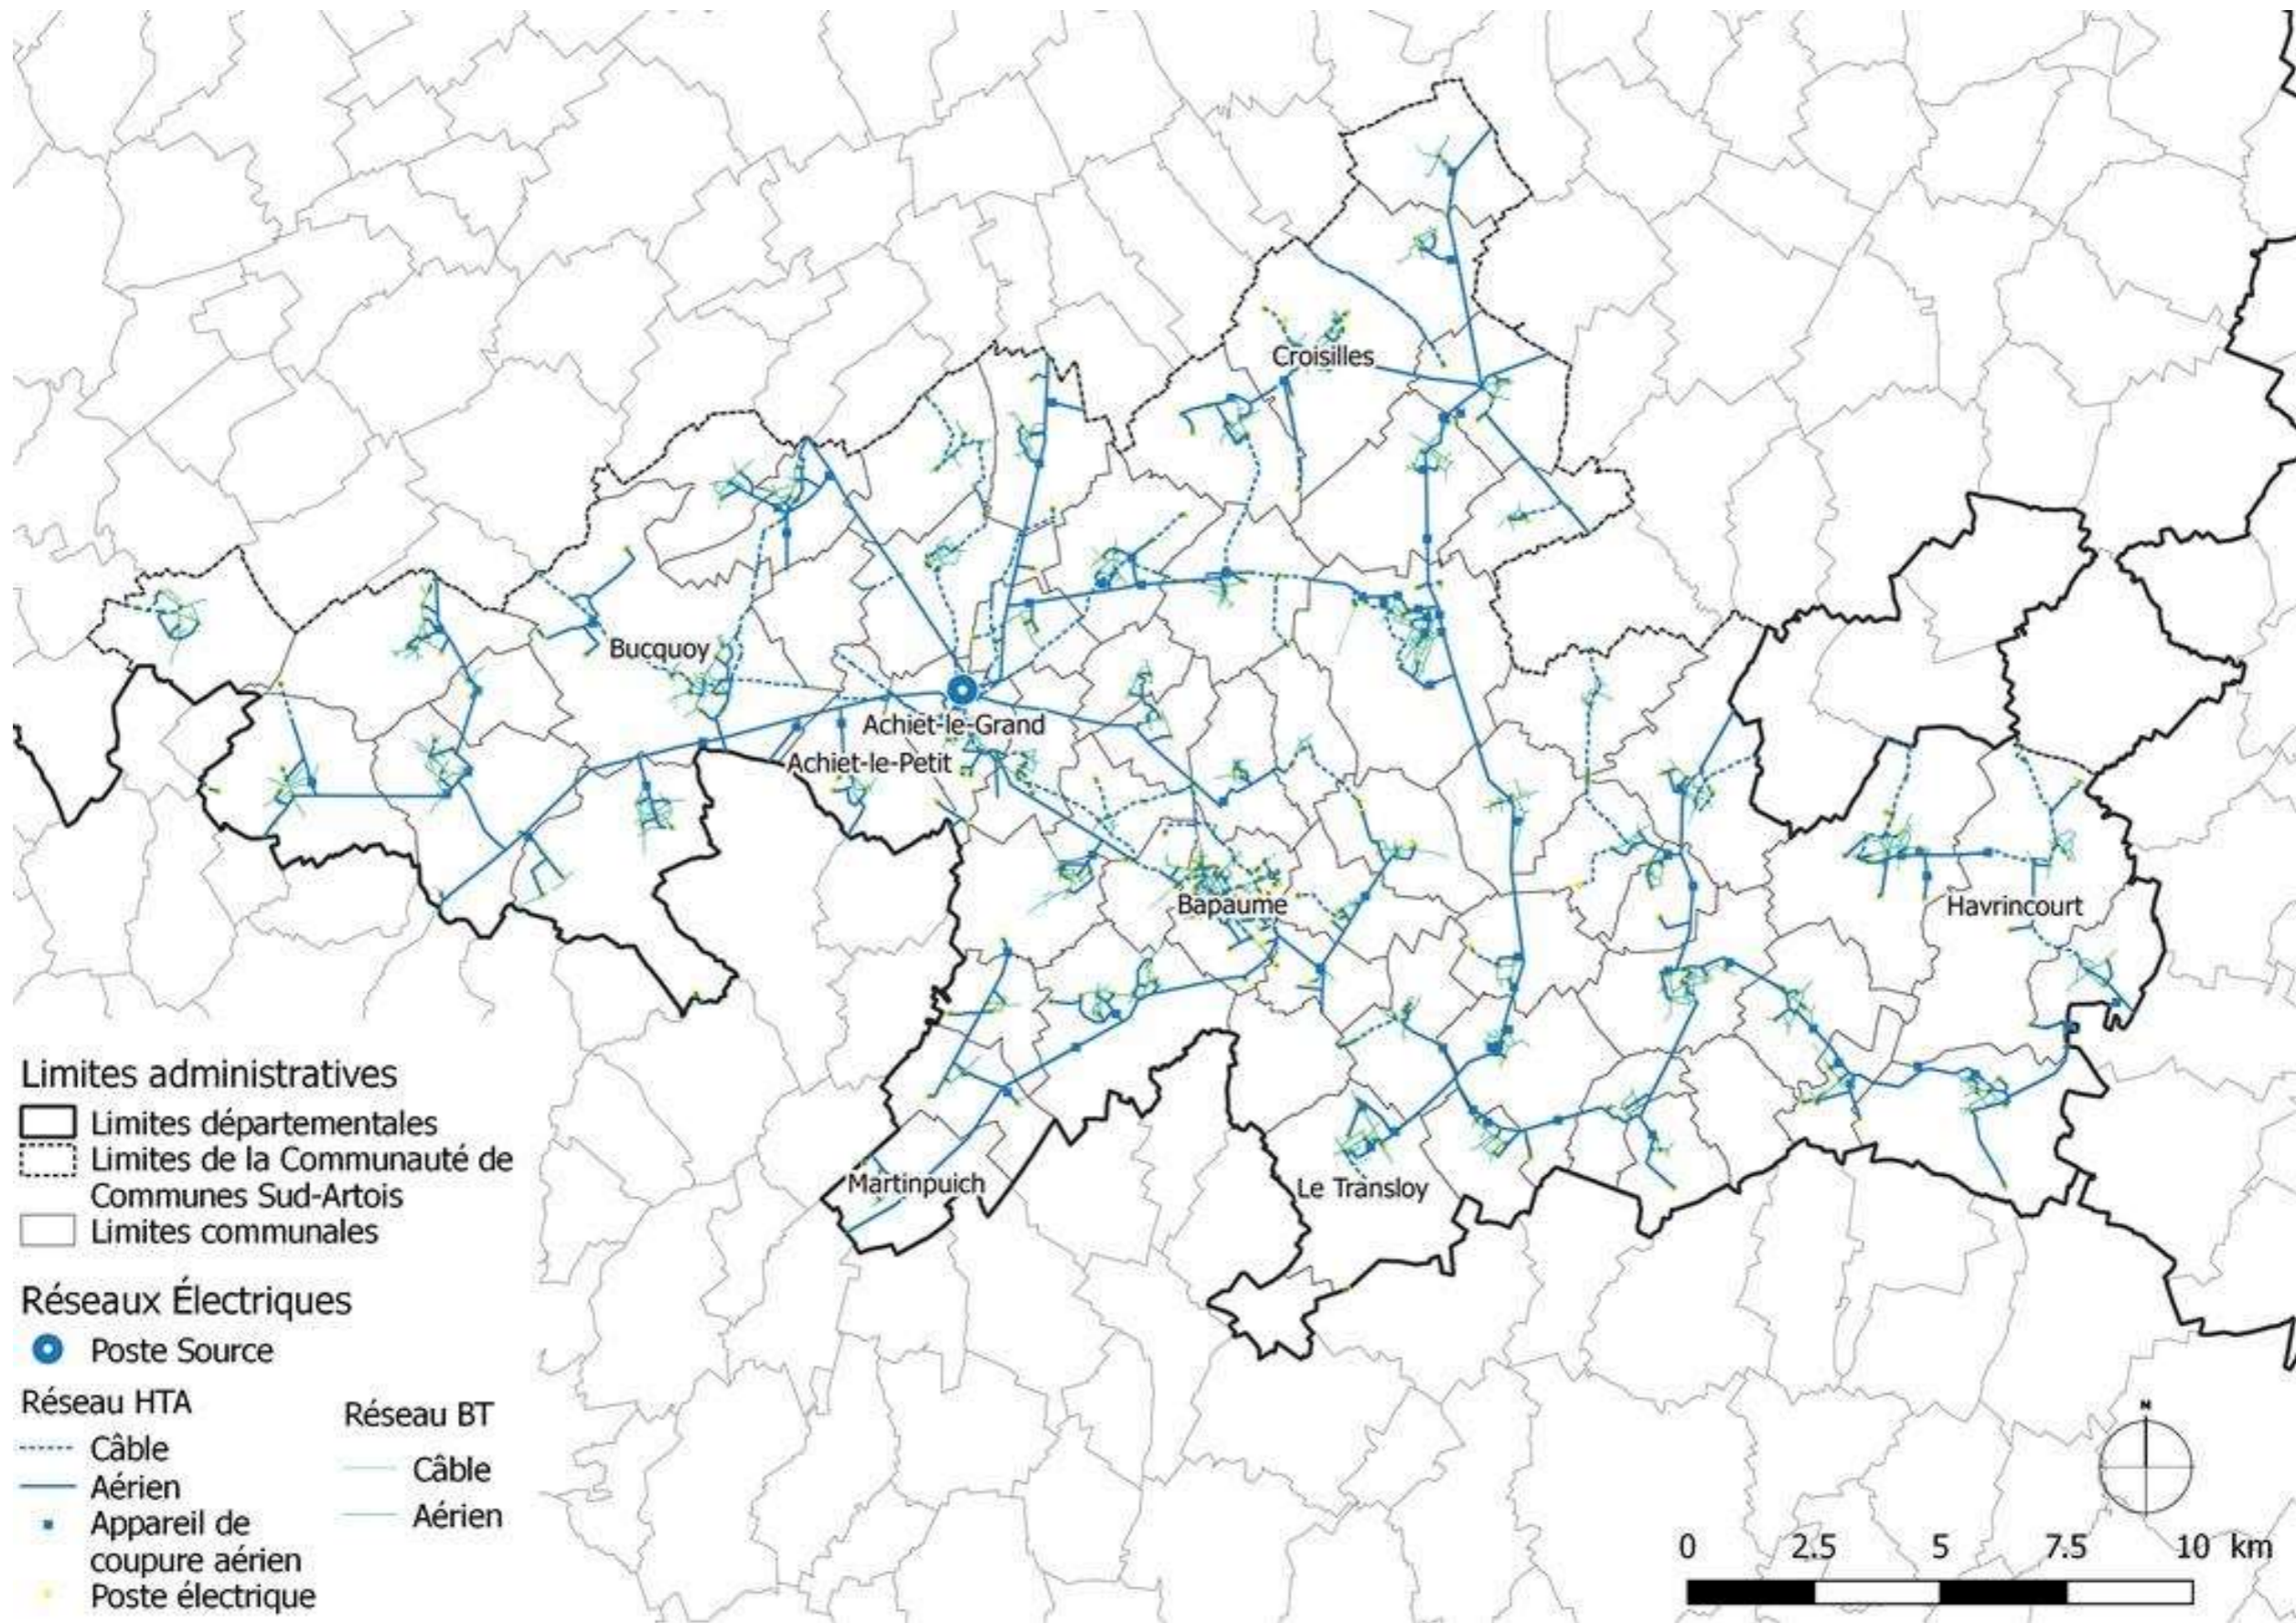 Croisilles
Bucquoy
Achiet-le-Grand
Achiet-le-Petit
Bapaume
Havrincourt
Martinpuich
Le Transloy
Limites administratives
Limites départementales
Limites de la Communauté de
Communes Sud-Artois
Limites communales
Réseaux Électriques
Poste Source
Réseau HTA
Câble
Aérien
Appareil de
coupure aérien
Poste électrique
Réseau BT
Câble
Aérien
N
0 2.5 5 7.5 10 km